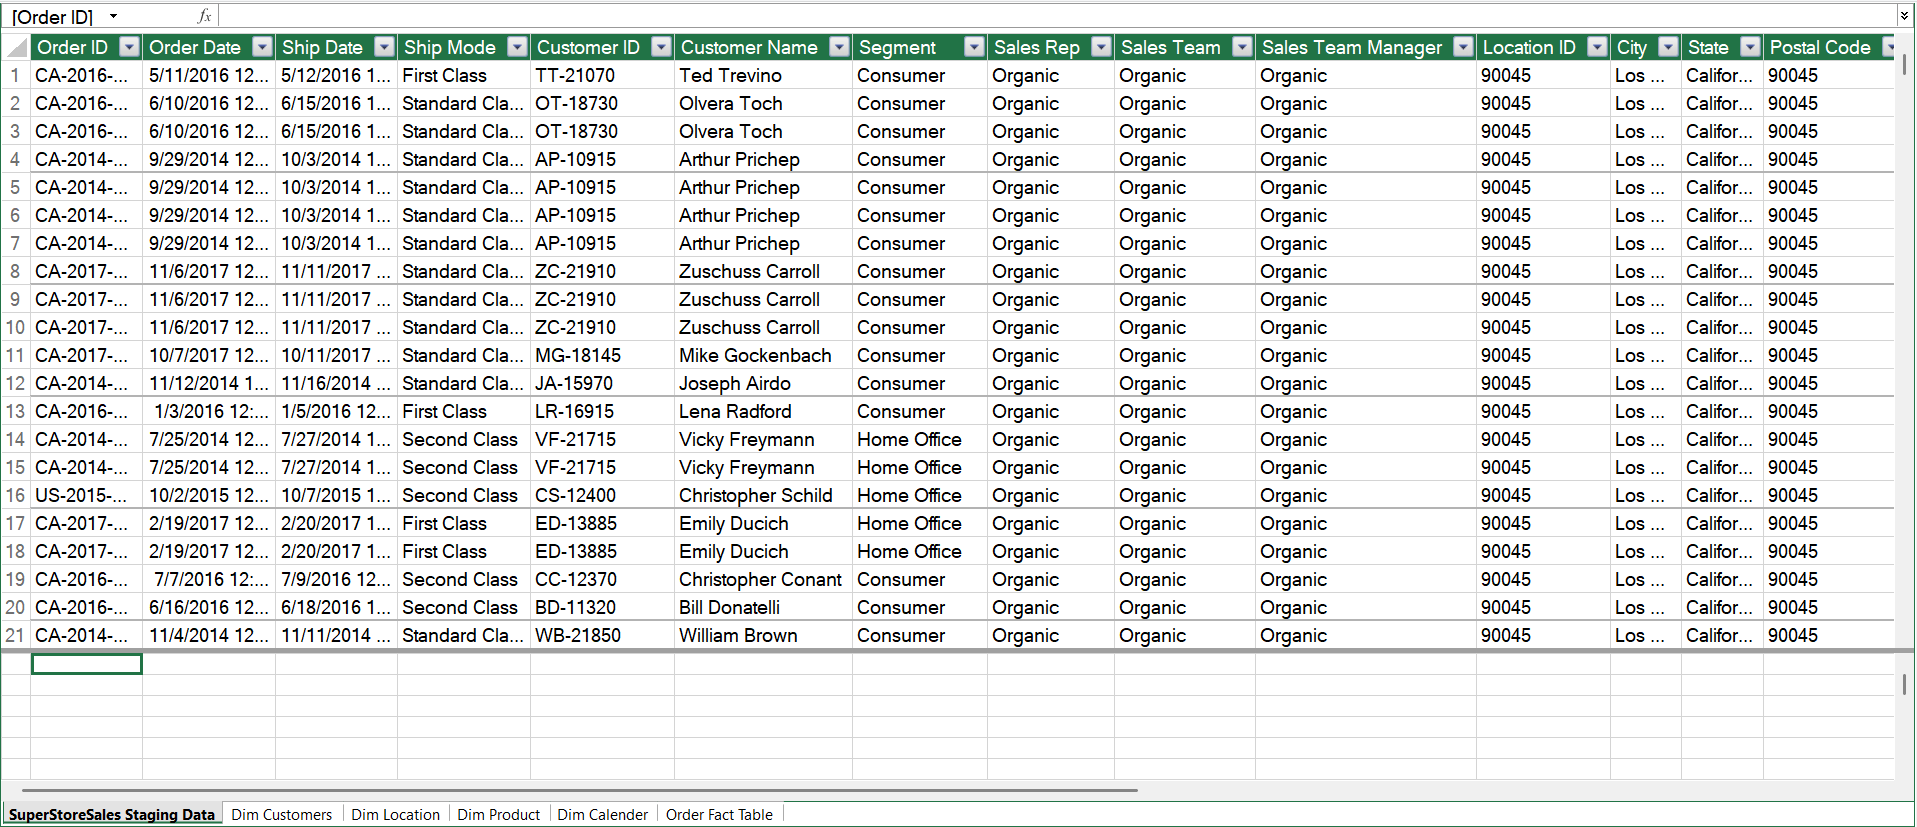 [Order ID] fx
Order ID Order Date Ship Date Ship Mode Customer ID Customer Name Segment Sales Rep Sales Team Sales Team Manager Location ID City State Postal Code
1 CA-2016-... 5/11/2016 12... 5/12/2016 1... First Class TT-21070 Ted Trevino Consumer Organic Organic Organic 90045 Los ... Califor... 90045
2 CA-2016-... 6/10/2016 12... 6/15/2016 1... Standard Cla... OT-18730 Olvera Toch Consumer Organic Organic Organic 90045 Los ... Califor... 90045
3 CA-2016-... 6/10/2016 12... 6/15/2016 1... Standard Cla... OT-18730 Olvera Toch Consumer Organic Organic Organic 90045 Los ... Califor... 90045
4 CA-2014-... 9/29/2014 12... 10/3/2014 1... Standard Cla... AP-10915 Arthur Prichep Consumer Organic Organic Organic 90045 Los ... Califor... 90045
5 CA-2014-... 9/29/2014 12... 10/3/2014 1... Standard Cla... AP-10915 Arthur Prichep Consumer Organic Organic Organic 90045 Los ... Califor... 90045
6 CA-2014-... 9/29/2014 12... 10/3/2014 1... Standard Cla... AP-10915 Arthur Prichep Consumer Organic Organic Organic 90045 Los ... Califor... 90045
7 CA-2014-... 9/29/2014 12... 10/3/2014 1... Standard Cla... AP-10915 Arthur Prichep Consumer Organic Organic Organic 90045 Los ... Califor... 90045
8 CA-2017-... 11/6/2017 12... 11/11/2017 ... Standard Cla... ZC-21910 Zuschuss Carroll Consumer Organic Organic Organic 90045 Los ... Califor... 90045
9 CA-2017-... 11/6/2017 12... 11/11/2017 ... Standard Cla... ZC-21910 Zuschuss Carroll Consumer Organic Organic Organic 90045 Los ... Califor... 90045
10 CA-2017-... 11/6/2017 12... 11/11/2017 ... Standard Cla... ZC-21910 Zuschuss Carroll Consumer Organic Organic Organic 90045 Los ... Califor... 90045
11 CA-2017-... 10/7/2017 12... 10/11/2017 ... Standard Cla... MG-18145 Mike Gockenbach Consumer Organic Organic Organic 90045 Los ... Califor... 90045
12 CA-2014-... 11/12/2014 1... 11/16/2014 ... Standard Cla... JA-15970 Joseph Airdo Consumer Organic Organic Organic 90045 Los ... Califor... 90045
13 CA-2016-... 1/3/2016 12:... 1/5/2016 12... First Class LR-16915 Lena Radford Consumer Organic Organic Organic 90045 Los ... Califor... 90045
14 CA-2014-... 7/25/2014 12... 7/27/2014 1... Second Class VF-21715 Vicky Freymann Home Office Organic Organic Organic 90045 Los ... Califor... 90045
15 CA-2014-... 7/25/2014 12... 7/27/2014 1... Second Class VF-21715 Vicky Freymann Home Office Organic Organic Organic 90045 Los ... Califor... 90045
16 US-2015-... 10/2/2015 12... 10/7/2015 1... Second Class CS-12400 Christopher Schild Home Office Organic Organic Organic 90045 Los ... Califor... 90045
17 CA-2017-... 2/19/2017 12... 2/20/2017 1... First Class ED-13885 Emily Ducich Home Office Organic Organic Organic 90045 Los ... Califor... 90045
18 CA-2017-... 2/19/2017 12... 2/20/2017 1... First Class ED-13885 Emily Ducich Home Office Organic Organic Organic 90045 Los ... Califor... 90045
19 CA-2016-... 7/7/2016 12:... 7/9/2016 12... Second Class CC-12370 Christopher Conant Consumer Organic Organic Organic 90045 Los ... Califor... 90045
20 CA-2016-... 6/16/2016 12... 6/18/2016 1... Second Class BD-11320 Bill Donatelli Consumer Organic Organic Organic 90045 Los ... Califor... 90045
21 CA-2014-... 11/4/2014 12... 11/11/2014 ... Standard Cla... WB-21850 William Brown Consumer Organic Organic Organic 90045 Los ... Califor... 90045
SuperStoreSales Staging Data Dim Customers Dim Location Dim Product Dim Calender Order Fact Table